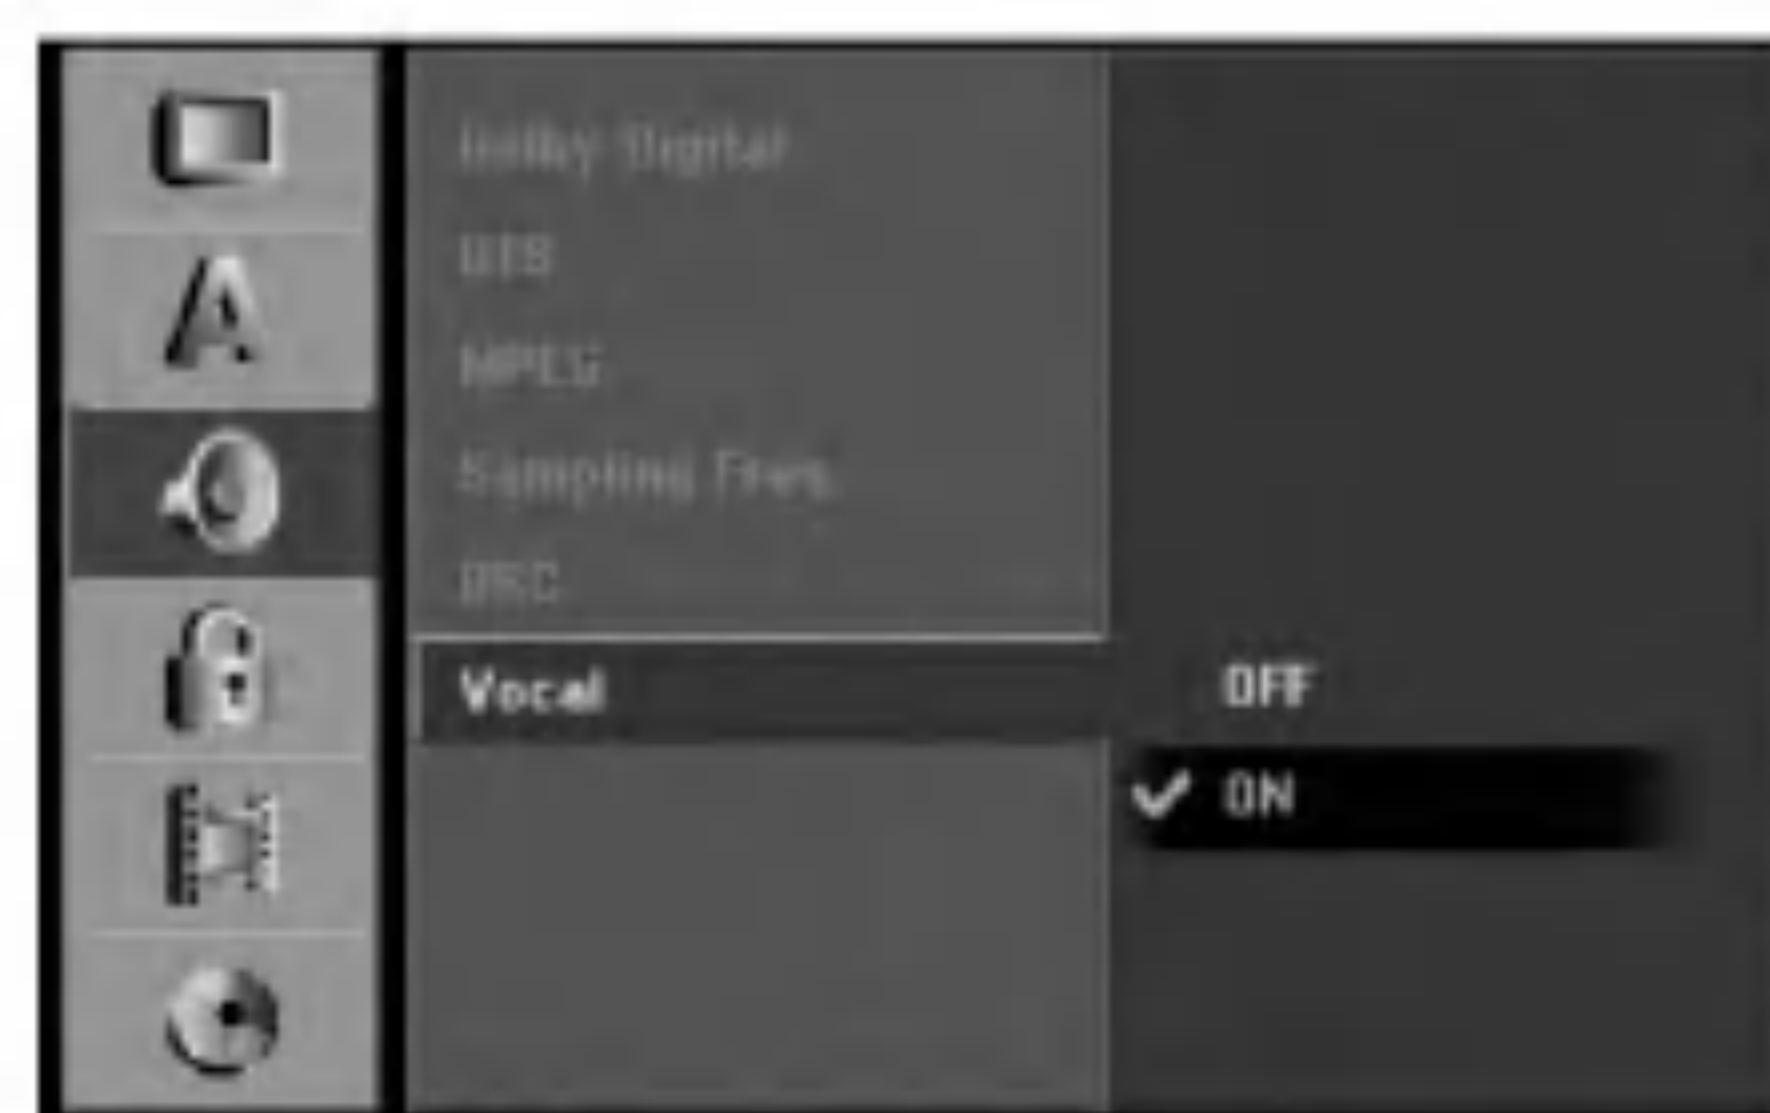 A
Dolby Digital
DTS
MPEG
Sampling Freq.
DRC
Vocal
OFF
ON